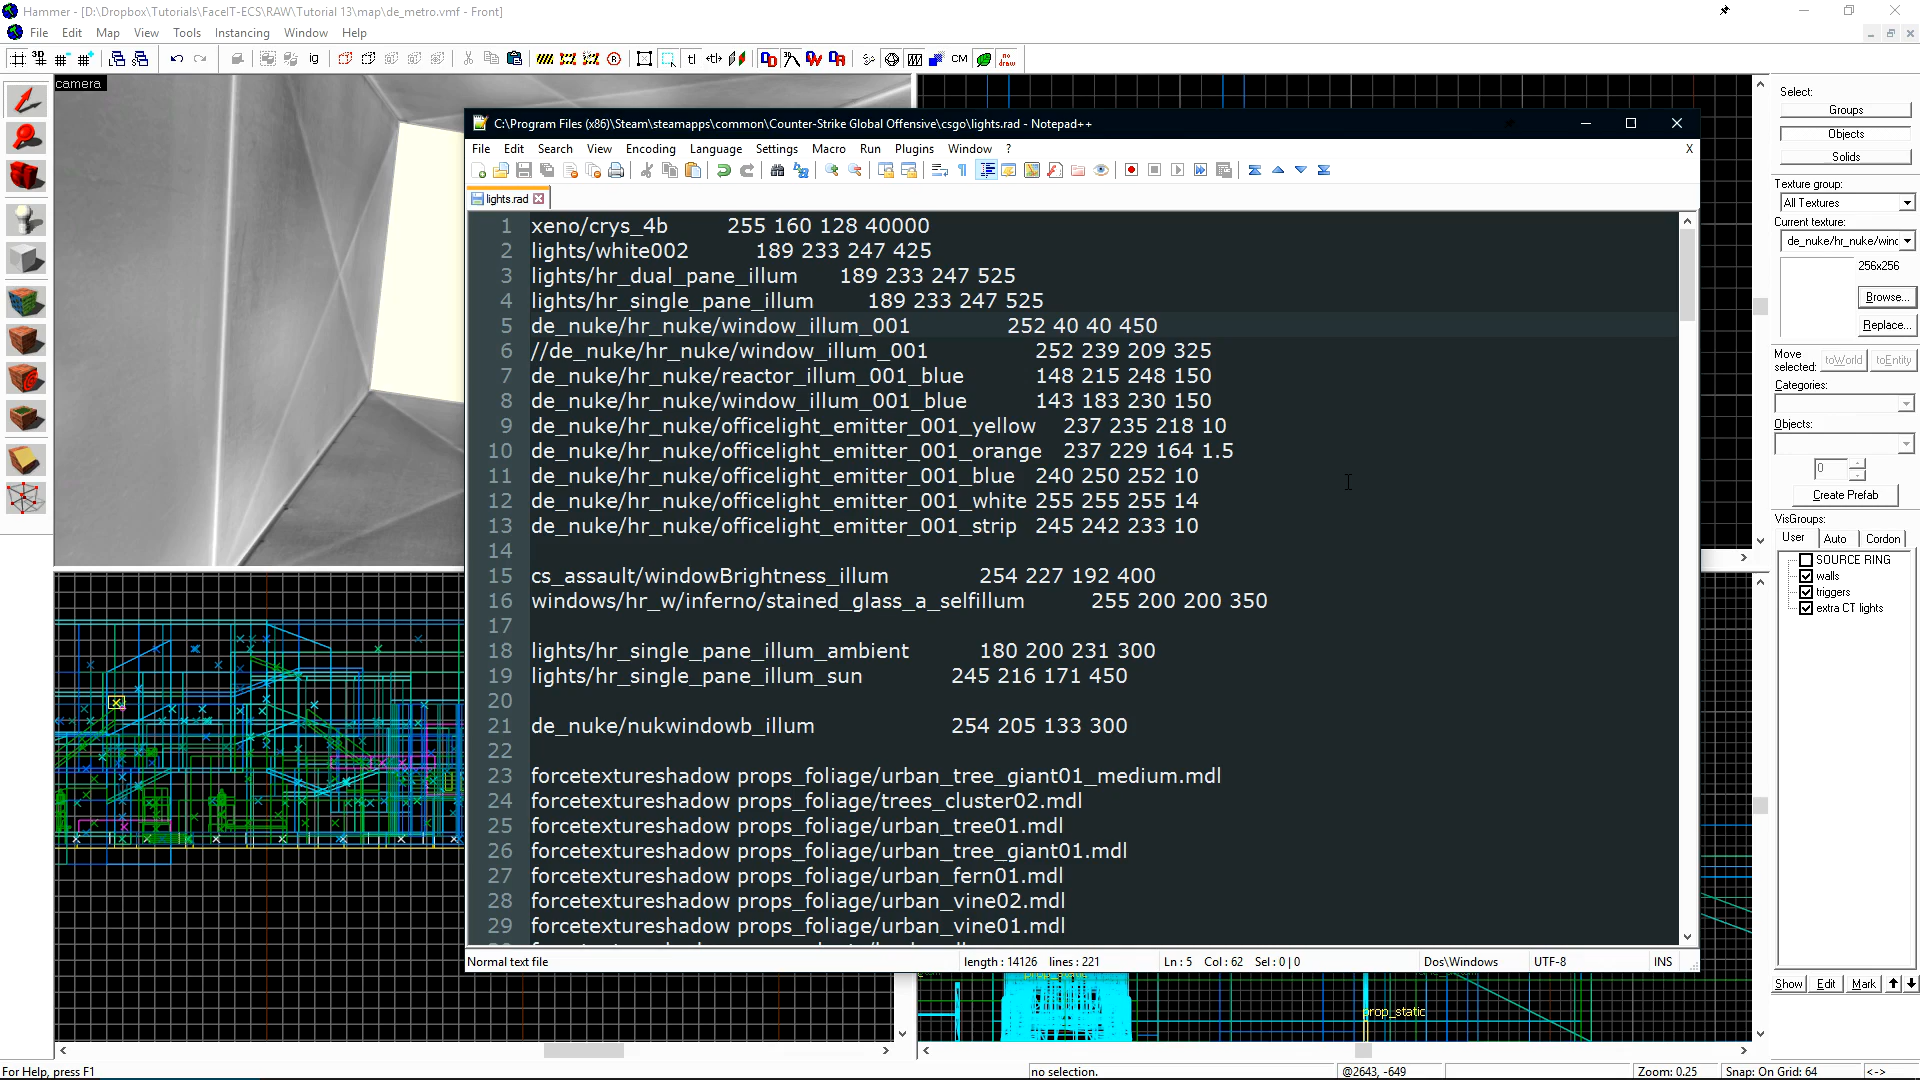 Hammer - [D:\Dropbox\Tutorials\FaceIT-ECS\RAW\Tutorial 13\map\de_metro.vmf - Front]
File Edit Map View Tools Instancing Window Help
camera
C:\Program Files (x86)\Steam\steamapps\common\Counter-Strike Global Offensive\csgo\lights.rad - Notepad++
File Edit Search View Encoding Language Settings Macro Run Plugins Window ? X
lights.rad
1 xeno/crys_4b 255 160 128 40000
2 lights/white002 189 233 247 425
3 lights/hr_dual_pane_illum 189 233 247 525
4 lights/hr_single_pane_illum 189 233 247 525
5 de_nuke/hr_nuke/window_illum_001 252 40 40 450
6 //de_nuke/hr_nuke/window_illum_001 252 239 209 325
7 de_nuke/hr_nuke/reactor_illum_001_blue 148 215 248 150
8 de_nuke/hr_nuke/window_illum_001_blue 143 183 230 150
9 de_nuke/hr_nuke/officelight_emitter_001_yellow 237 235 218 10
10 de_nuke/hr_nuke/officelight_emitter_001_orange 237 229 164 1.5
11 de_nuke/hr_nuke/officelight_emitter_001_blue 240 250 252 10
12 de_nuke/hr_nuke/officelight_emitter_001_white 255 255 255 14
13 de_nuke/hr_nuke/officelight_emitter_001_strip 245 242 233 10
14
15 cs_assault/windowBrightness_illum 254 227 192 400
16 windows/hr_w/inferno/stained_glass_a_selfillum 255 200 200 350
17
18 lights/hr_single_pane_illum_ambient 180 200 231 300
19 lights/hr_single_pane_illum_sun 245 216 171 450
20
21 de_nuke/nukwindowb_illum 254 205 133 300
22
23 forcetextureshadow props_foliage/urban_tree_giant01_medium.mdl
24 forcetextureshadow props_foliage/trees_cluster02.mdl
25 forcetextureshadow props_foliage/urban_tree01.mdl
26 forcetextureshadow props_foliage/urban_tree_giant01.mdl
27 forcetextureshadow props_foliage/urban_fern01.mdl
28 forcetextureshadow props_foliage/urban_vine02.mdl
29 forcetextureshadow props_foliage/urban_vine01.mdl
Normal text file length : 14126 lines : 221 Ln : 5 Col : 62 Sel : 0 | 0 Dos\Windows UTF-8 INS
prop_static
Select:
Groups
Objects
Solids
Texture group:
All Textures
Current texture:
de_nuke/hr_nuke/winc
256x256
Browse...
Replace...
Move selected: toWorld toEntity
Categories:
Objects:
0
Create Prefab
VisGroups:
User Auto Cordon
SOURCE RING
walls
triggers
extra CT lights
Show Edit Mark
For Help, press F1 no selection. @2643, -649 Zoom: 0.25 Snap: On Grid: 64 <->